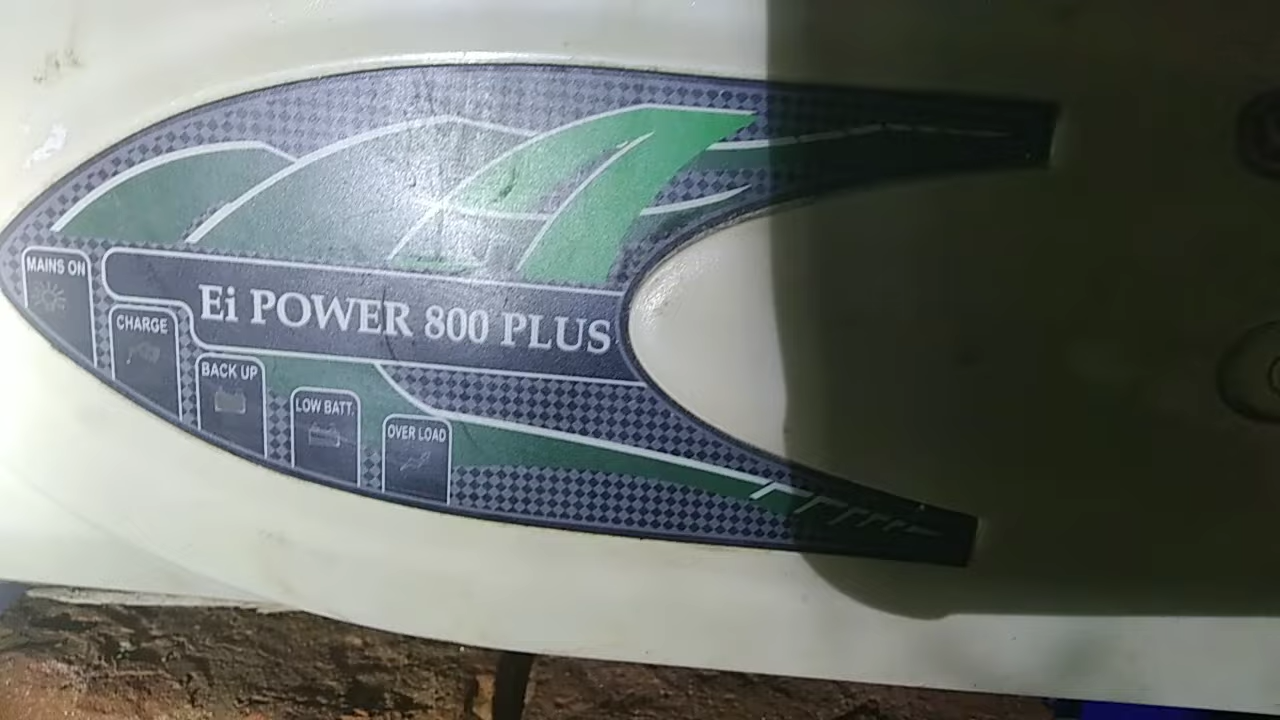 MAINS ON
Ei POWER 800 PLUS
CHARGE
BACK UP
LOW BATT.
OVER LOAD